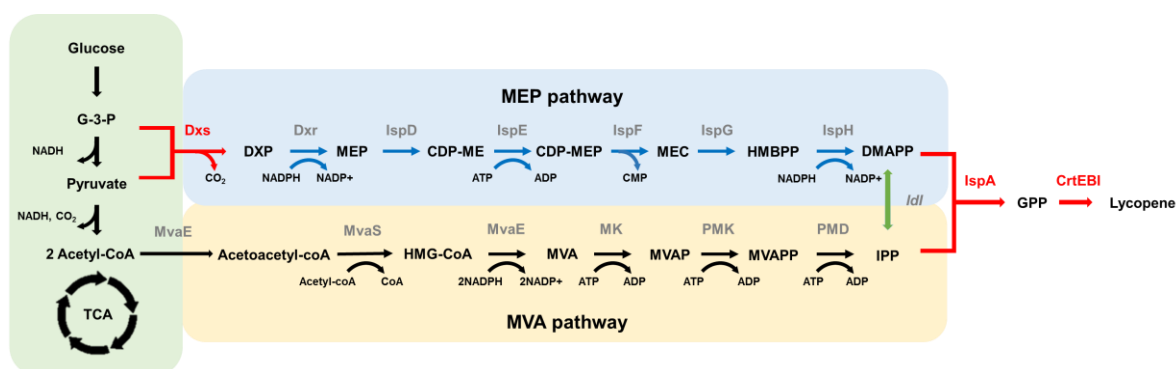 Glucose
G-3-P
NADH
Pyruvate
NADH, CO2
2 Acetyl-CoA
TCA
MEP pathway
Dxs
Dxr
IspD
IspE
IspF
IspG
IspH
DXP
MEP
CDP-ME
CDP-MEP
MEC
HMBPP
DMAPP
CO2
NADPH
NADP+
ATP
ADP
CMP
NADPH
NADP+
IspA
CrtEBI
Idl
GPP
Lycopene
MvaE
MvaS
MvaE
MK
PMK
PMD
Acetoacetyl-coA
HMG-CoA
MVA
MVAP
MVAPP
IPP
Acetyl-coA
CoA
2NADPH
2NADP+
ATP
ADP
ATP
ADP
ATP
ADP
MVA pathway